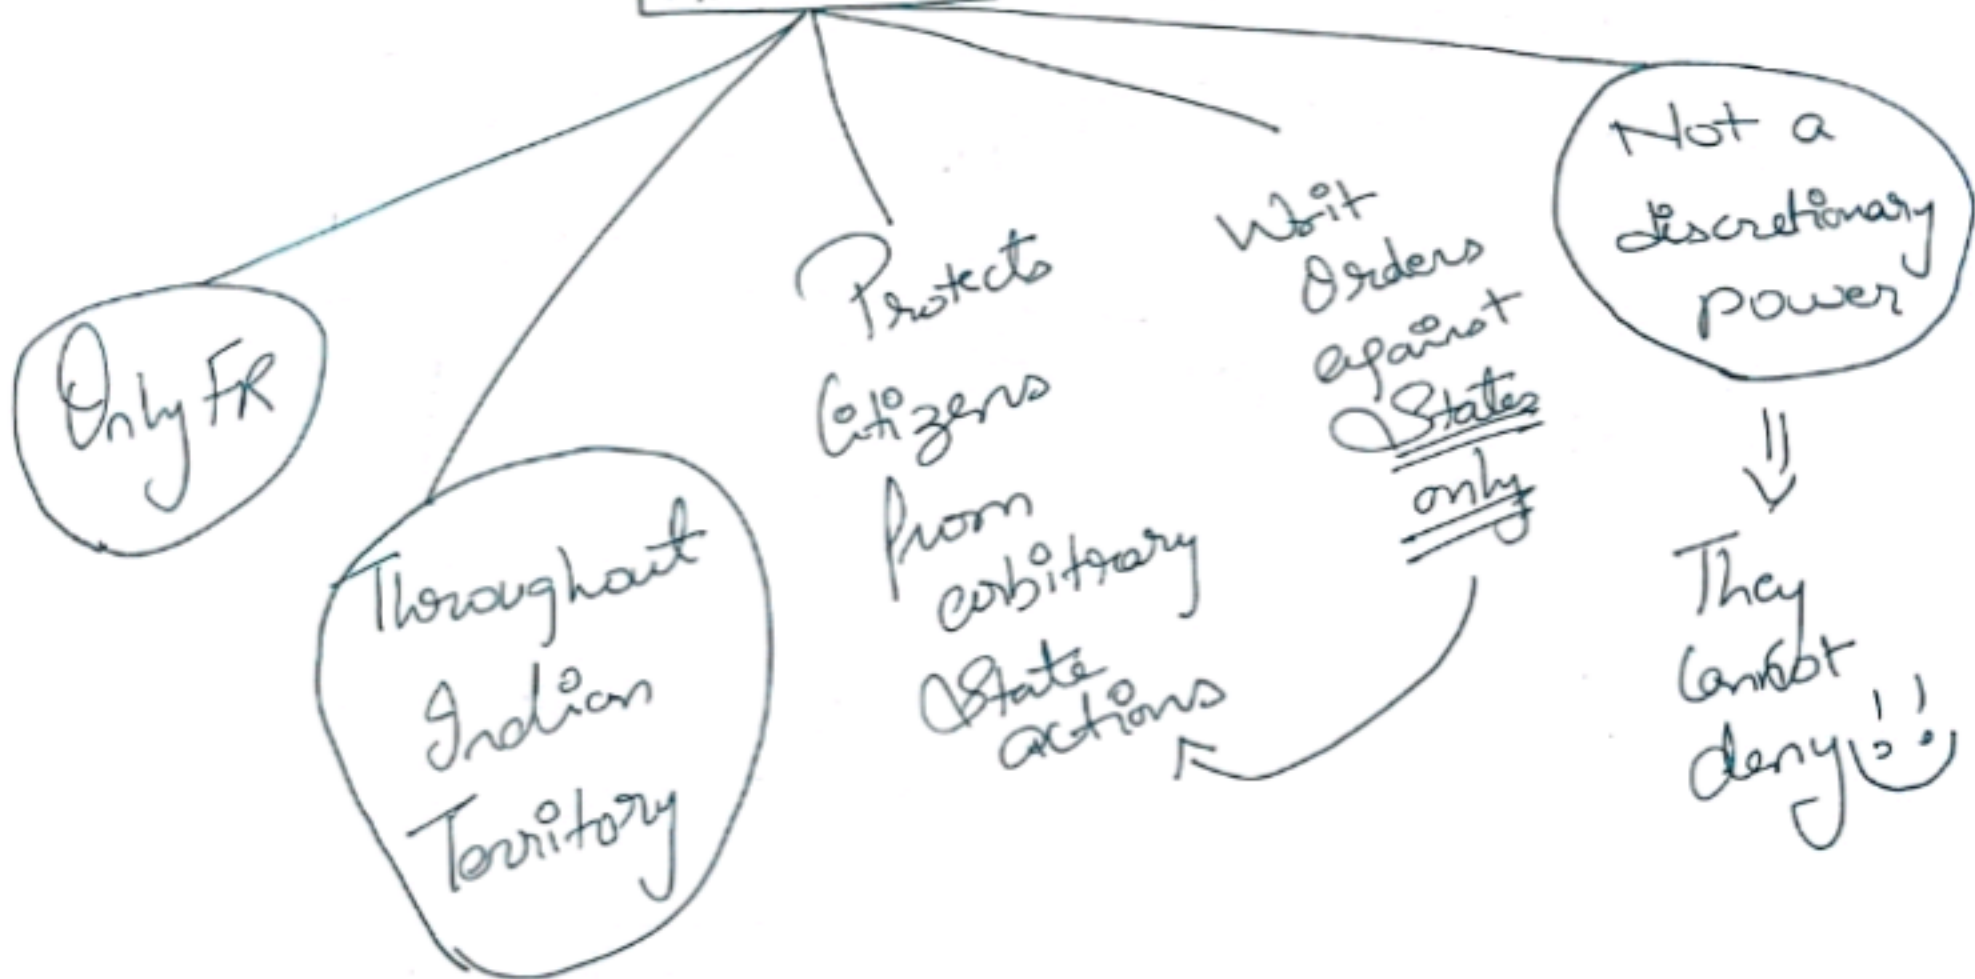 Only FR
Throughout
Indian
Territory
Protects
Citizens
from
arbitrary
State
actions
Writ
Orders
against
States
only
Not a
discretionary
power
They
Cannot
deny